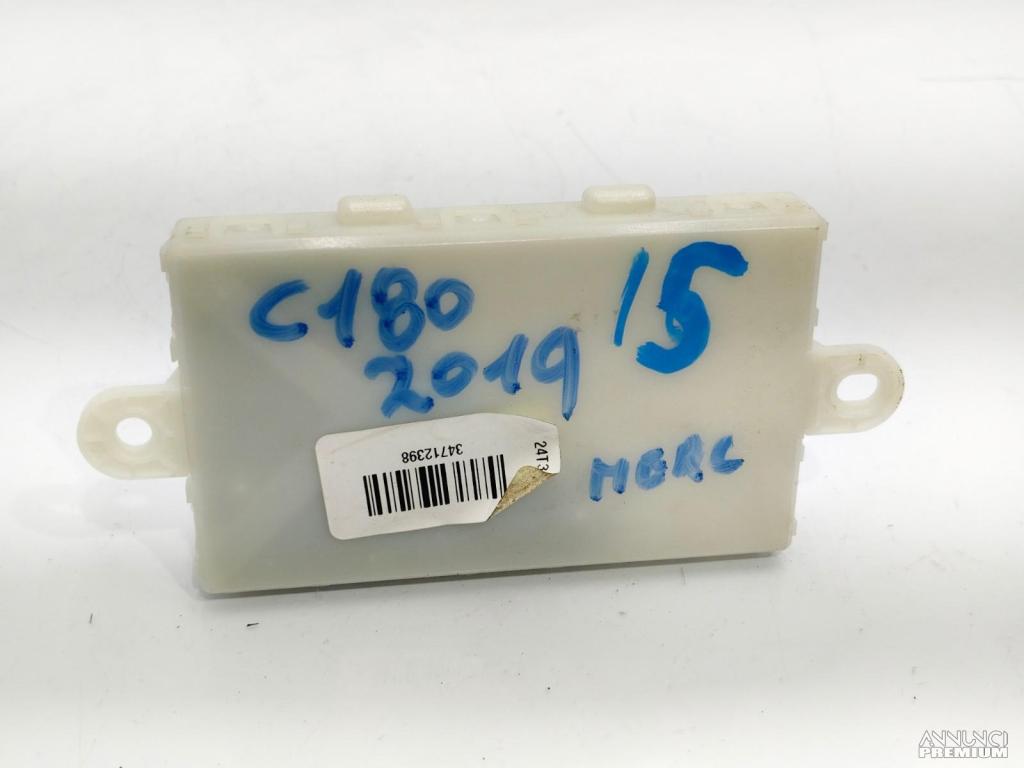 C180
2019
15
MERC
34712398
24T3
ANNUNCI
PREMIUM